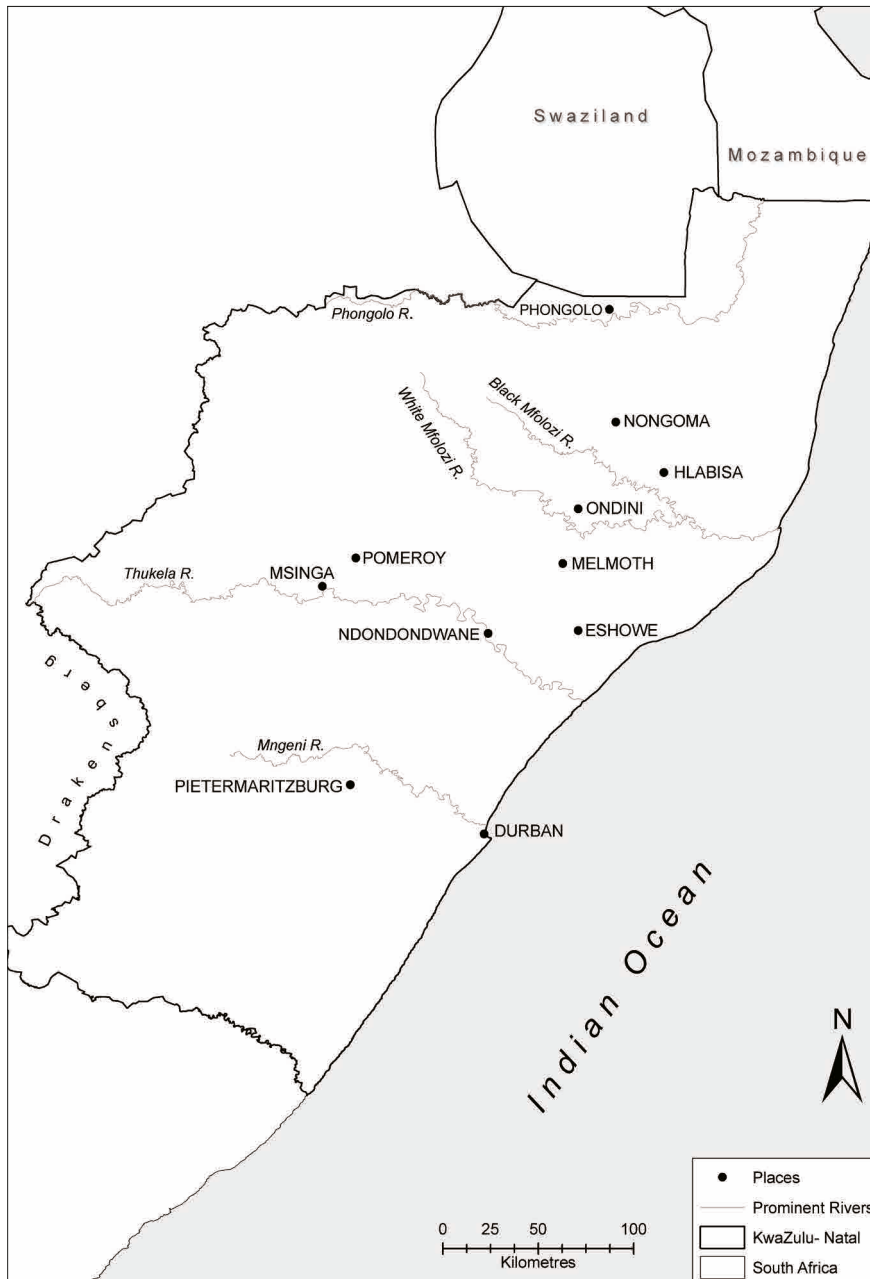 Swaziland
Mozambique
Phongolo R.
PHONGOLO
White Mfolozi R.
Black Mfolozi R.
NONGOMA
HLABISA
ONDINI
POMEROY
MELMOTH
Thukela R.
MSINGA
NDONDONDWANE
ESHOWE
Drakensberg
Mngeni R.
PIETERMARITZBURG
DURBAN
Indian Ocean
N
Places
Prominent Rivers
KwaZulu- Natal
South Africa
0 25 50 100
Kilometres